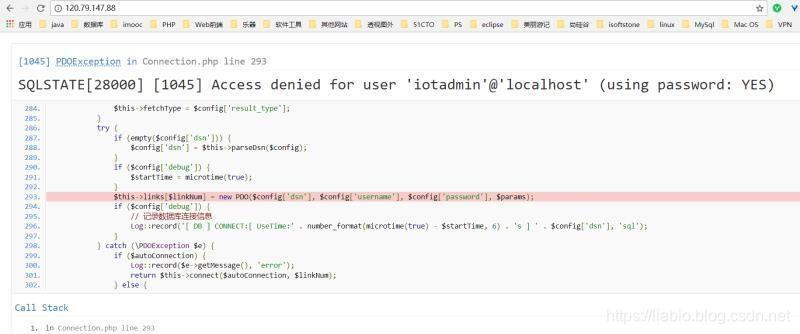 120.79.147.88
应用 java 数据库 imooc PHP Web前端 乐乐 软件工具 其他网站 透视图外 51CTO PS eclipse 美丽游记 尚硅谷 isoftstone linux MySql Mac OS VPN
[1045] PDOException in Connection.php line 293
SQLSTATE[28000] [1045] Access denied for user 'iotadmin'@'localhost' (using password: YES)
284. $this->fetchType = $config['result_type'];
285. }
286. try {
287. if (empty($config['dsn'])) {
288. $config['dsn'] = $this->parseDsn($config);
289. }
290. if ($config['debug']) {
291. $startTime = microtime(true);
292. }
293. $this->links[$linkNum] = new PDO($config['dsn'], $config['username'], $config['password'], $params);
294. if ($config['debug']) {
295. // 记录数据库连接信息
296. Log::record('[ DB ] CONNECT:[ UseTime:' . number_format(microtime(true) - $startTime, 6) . 's ] ' . $config['dsn'], 'sql');
297. }
298. } catch (\PDOException $e) {
299. if ($autoConnection) {
300. Log::record($e->getMessage(), 'error');
301. return $this->connect($autoConnection, $linkNum);
302. } else {
Call Stack
1. in Connection.php line 293
https://liabio.blog.csdn.net